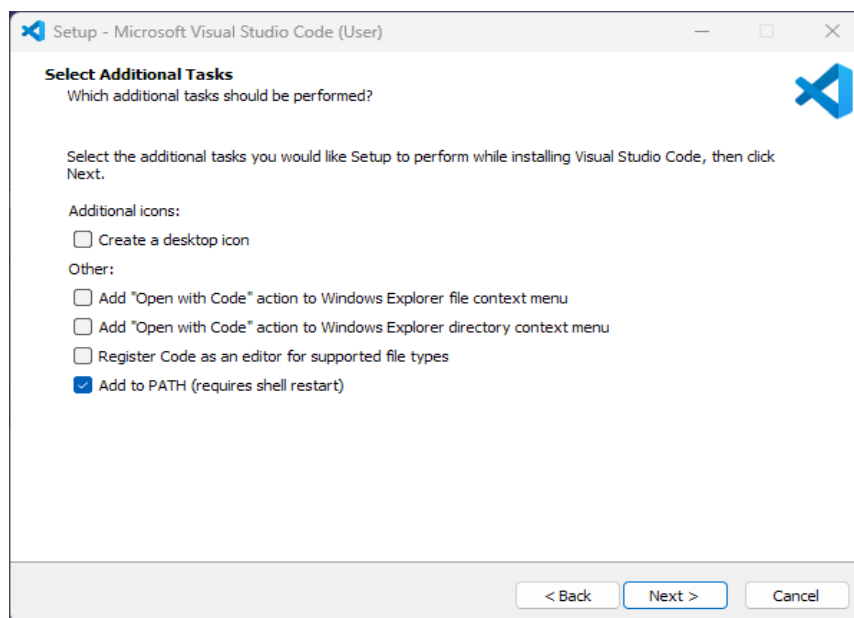 Setup - Microsoft Visual Studio Code (User)
Select Additional Tasks
Which additional tasks should be performed?
Select the additional tasks you would like Setup to perform while installing Visual Studio Code, then click
Next.
Additional icons:
Create a desktop icon
Other:
Add "Open with Code" action to Windows Explorer file context menu
Add "Open with Code" action to Windows Explorer directory context menu
Register Code as an editor for supported file types
Add to PATH (requires shell restart)
< Back Next > Cancel